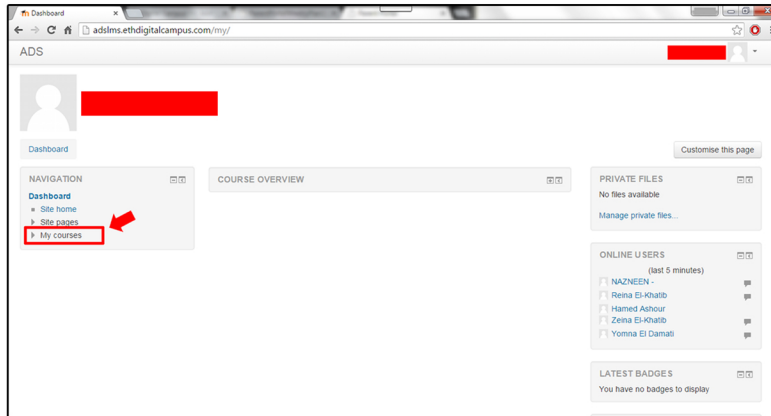 Dashboard
adslms.ethdigitalcampus.com/my/
ADS
Dashboard
Customise this page
NAVIGATION
Dashboard
Site home
Site pages
My courses
COURSE OVERVIEW
PRIVATE FILES
No files available
Manage private files...
ONLINE USERS
(last 5 minutes)
NAZNEEN -
Reina El-Khatib
Hamed Ashour
Zeina El-Khatib
Yomna El Damati
LATEST BADGES
You have no badges to display